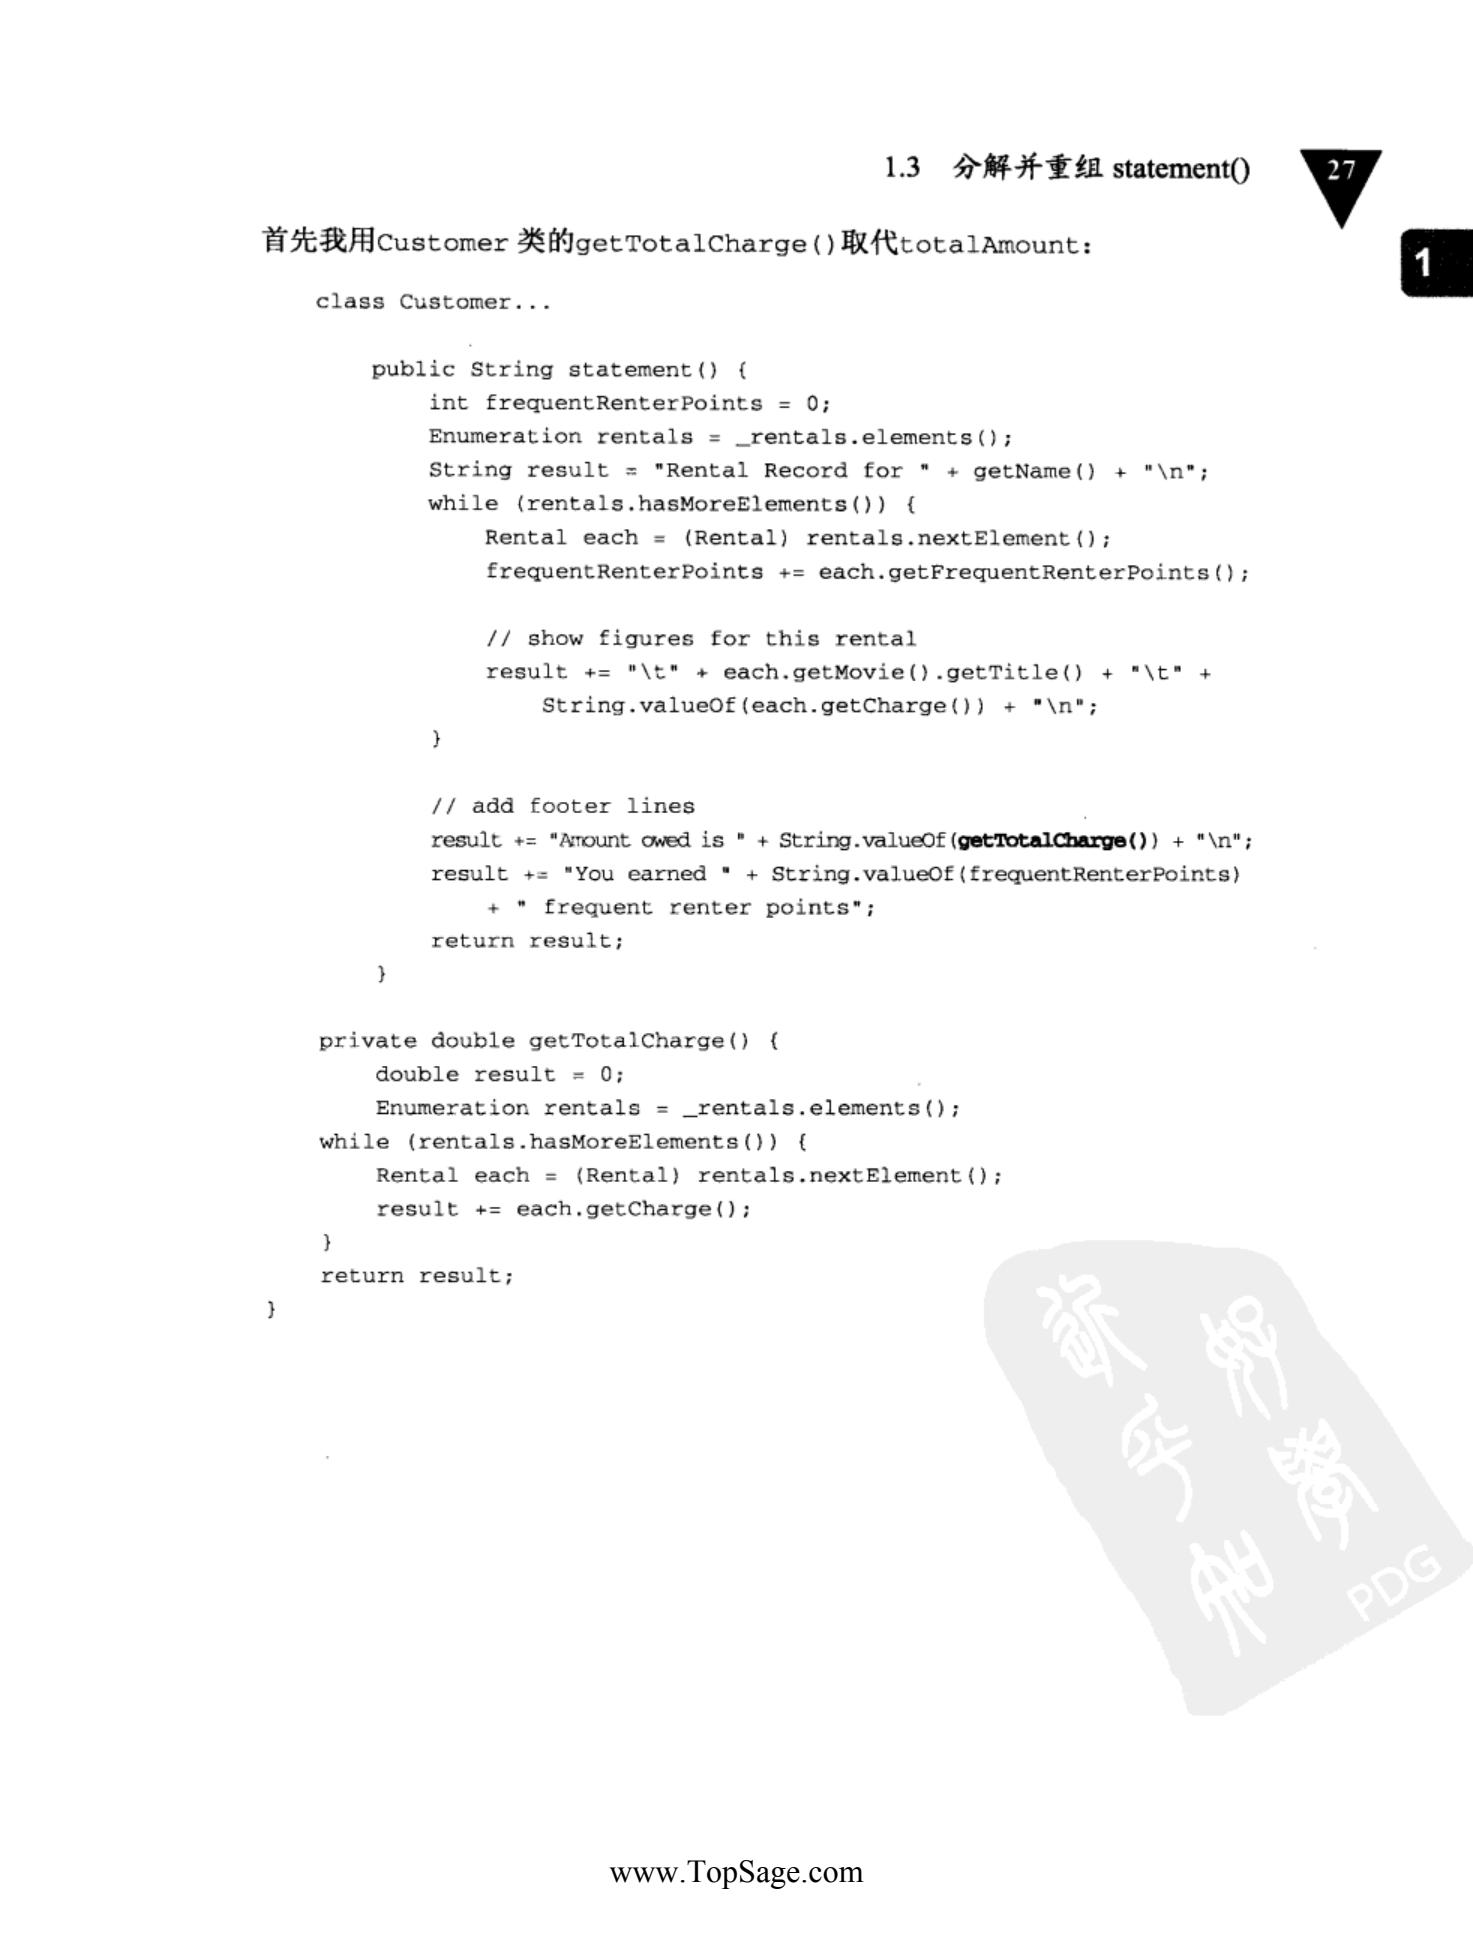 1.3 分解并重组 statement() 27
1
首先我用Customer 类的getTotalCharge()取代totalAmount:
class Customer...
public String statement() {
int frequentRenterPoints = 0;
Enumeration rentals = _rentals.elements();
String result = "Rental Record for " + getName() + "\n";
while (rentals.hasMoreElements()) {
Rental each = (Rental) rentals.nextElement();
frequentRenterPoints += each.getFrequentRenterPoints();
// show figures for this rental
result += "\t" + each.getMovie().getTitle() + "\t" +
String.valueOf(each.getCharge()) + "\n";
}
// add footer lines
result += "Amount owed is " + String.valueOf(getTotalCharge()) + "\n";
result += "You earned " + String.valueOf(frequentRenterPoints)
+ " frequent renter points";
return result;
}
private double getTotalCharge() {
double result = 0;
Enumeration rentals = _rentals.elements();
while (rentals.hasMoreElements()) {
Rental each = (Rental) rentals.nextElement();
result += each.getCharge();
}
return result;
}
PDG
www.TopSage.com